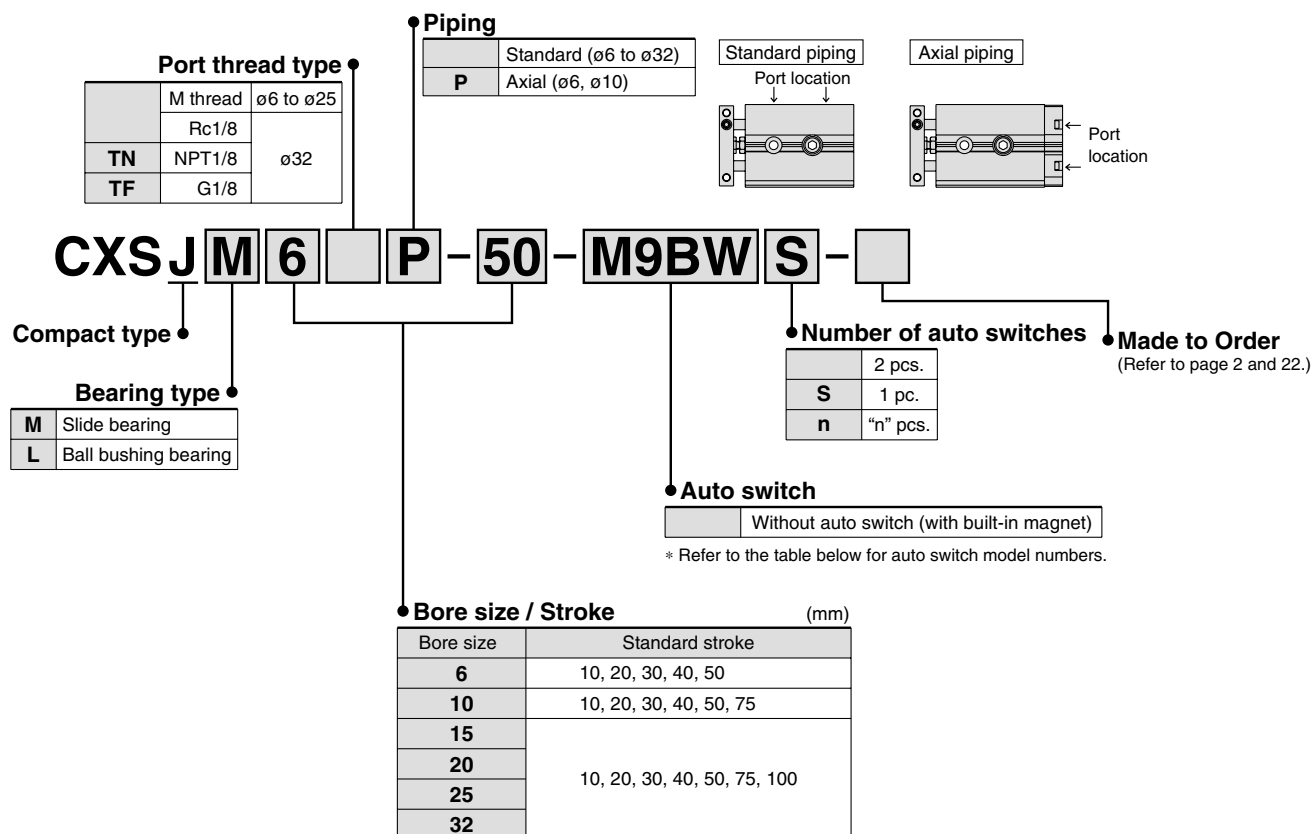 Piping
Standard (ø6 to ø32)
P Axial (ø6, ø10)
Standard piping
Port location
Axial piping
Port
location
Port thread type
M thread ø6 to ø25
Rc1/8
TN NPT1/8 ø32
TF G1/8
CXSJM6 P-50-M9BWS-
Compact type
Bearing type
M Slide bearing
L Ball bushing bearing
Number of auto switches
2 pcs.
S 1 pc.
n “n” pcs.
Made to Order
(Refer to page 2 and 22.)
Auto switch
Without auto switch (with built-in magnet)
∗ Refer to the table below for auto switch model numbers.
Bore size / Stroke (mm)
Bore size Standard stroke
6 10, 20, 30, 40, 50
10 10, 20, 30, 40, 50, 75
15
20
10, 20, 30, 40, 50, 75, 100
25
32